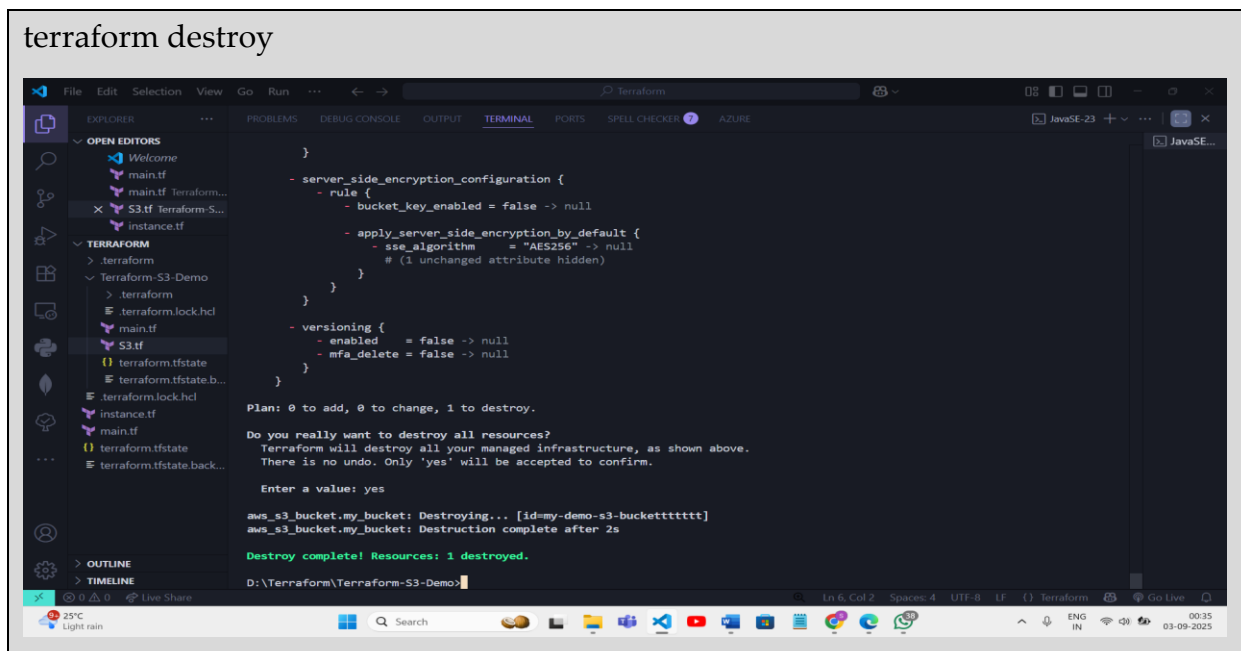 terraform destroy
File Edit Selection View Go Run ··· Terraform
EXPLORER ···
PROBLEMS DEBUG CONSOLE OUTPUT TERMINAL PORTS SPELL CHECKER 7 AZURE
JavaSE-23
JavaSE...
OPEN EDITORS
Welcome
main.tf
main.tf Terraform...
S3.tf Terraform-S...
instance.tf
TERRAFORM
.terraform
Terraform-S3-Demo
.terraform
.terraform.lock.hcl
main.tf
S3.tf
terraform.tfstate
terraform.tfstate.b...
.terraform.lock.hcl
instance.tf
main.tf
terraform.tfstate
terraform.tfstate.back...
OUTLINE
TIMELINE
}
- server_side_encryption_configuration {
- rule {
- bucket_key_enabled = false -> null
- apply_server_side_encryption_by_default {
- sse_algorithm = "AES256" -> null
# (1 unchanged attribute hidden)
}
}
}
- versioning {
- enabled = false -> null
- mfa_delete = false -> null
}
}
Plan: 0 to add, 0 to change, 1 to destroy.
Do you really want to destroy all resources?
Terraform will destroy all your managed infrastructure, as shown above.
There is no undo. Only 'yes' will be accepted to confirm.
Enter a value: yes
aws_s3_bucket.my_bucket: Destroying... [id=my-demo-s3-buckettttttt]
aws_s3_bucket.my_bucket: Destruction complete after 2s
Destroy complete! Resources: 1 destroyed.
D:\Terraform\Terraform-S3-Demo>
0 0 Live Share Ln 6, Col 2 Spaces: 4 UTF-8 LF {} Terraform Go Live
25°C
Light rain
Search
ENG
IN
00:35
03-09-2025